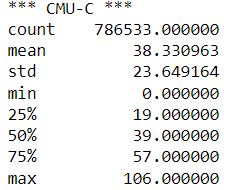 *** CMU-C ***
count 786533.000000
mean 38.330963
std 23.649164
min 0.000000
25% 19.000000
50% 39.000000
75% 57.000000
max 106.000000